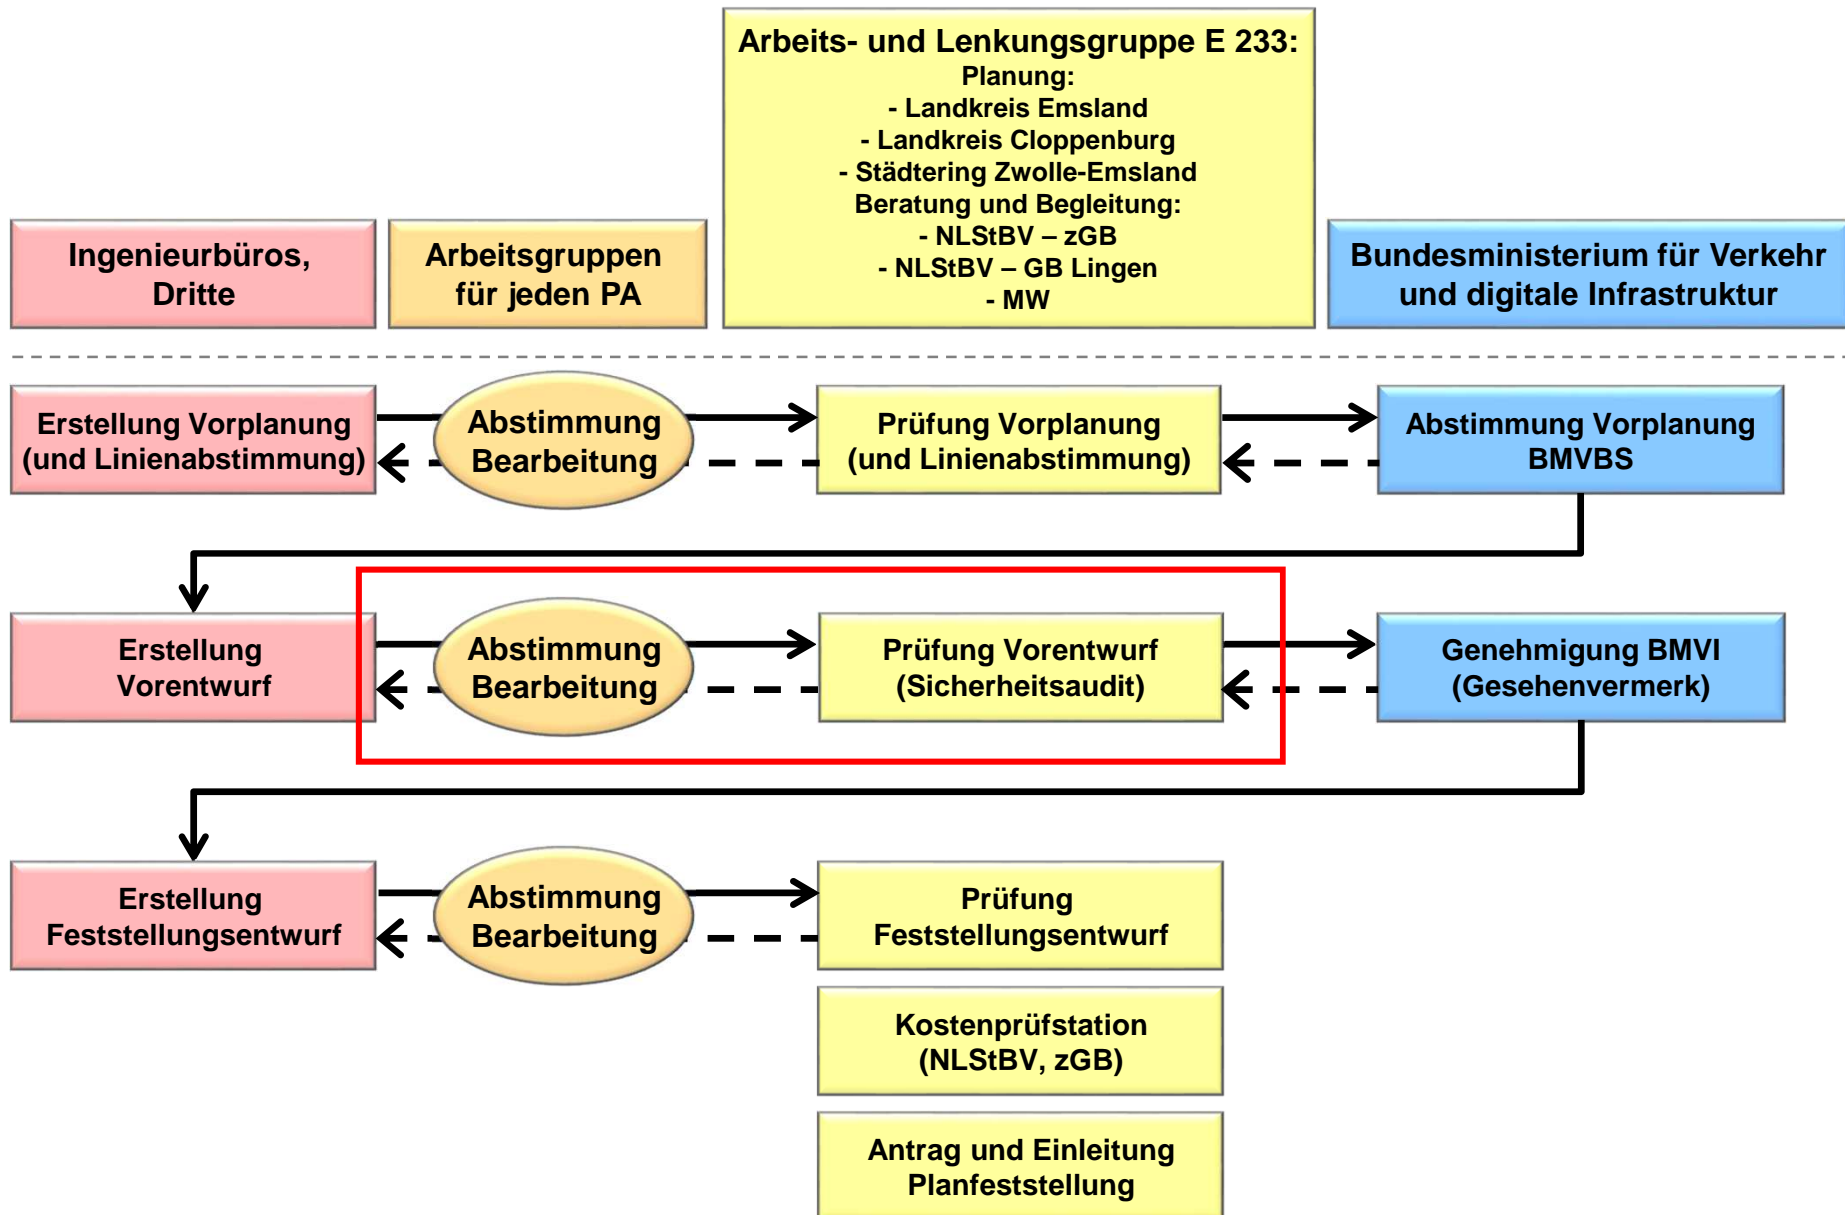 Arbeits- und Lenkungsgruppe E 233:
Planung:
- Landkreis Emsland
- Landkreis Cloppenburg
- Städtering Zwolle-Emsland
Beratung und Begleitung:
- NLStBV – zGB
- NLStBV – GB Lingen
- MW
Ingenieurbüros,
Dritte
Arbeitsgruppen
für jeden PA
Bundesministerium für Verkehr
und digitale Infrastruktur
Erstellung Vorplanung
(und Linienabstimmung)
Abstimmung
Bearbeitung
Prüfung Vorplanung
(und Linienabstimmung)
Abstimmung Vorplanung
BMVBS
Erstellung
Vorentwurf
Abstimmung
Bearbeitung
Prüfung Vorentwurf
(Sicherheitsaudit)
Genehmigung BMVI
(Gesehenvermerk)
Erstellung
Feststellungsentwurf
Abstimmung
Bearbeitung
Prüfung
Feststellungsentwurf
Kostenprüfstation
(NLStBV, zGB)
Antrag und Einleitung
Planfeststellung